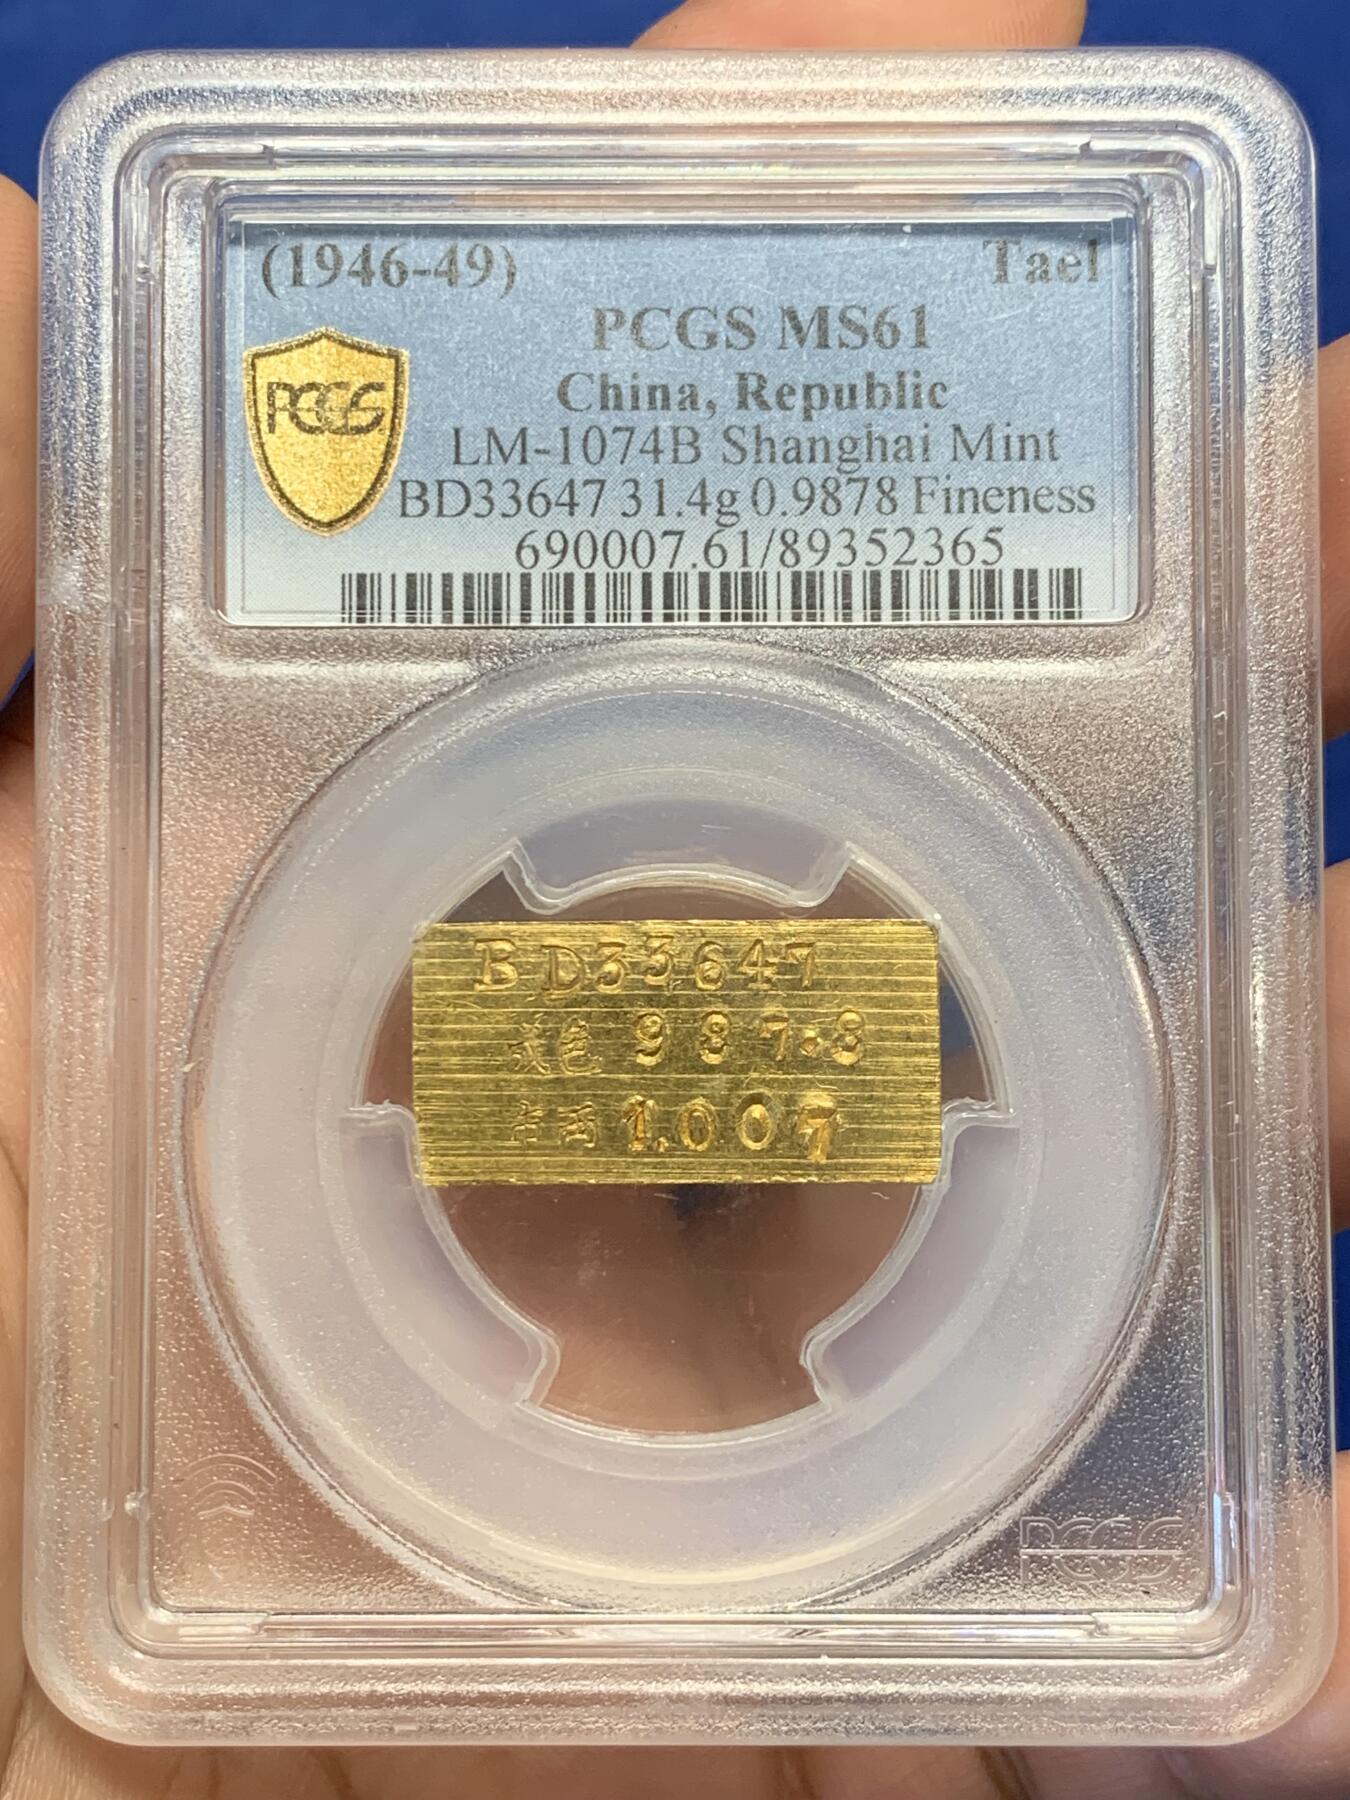 (1946-49) Tael
PCGS MS61
China, Republic
PCGS
LM-1074B Shanghai Mint
BD33647 31.4g 0.9878 Fineness
690007.61/89352365
BD33647
成色 987.8
市两 1.007
PCGS